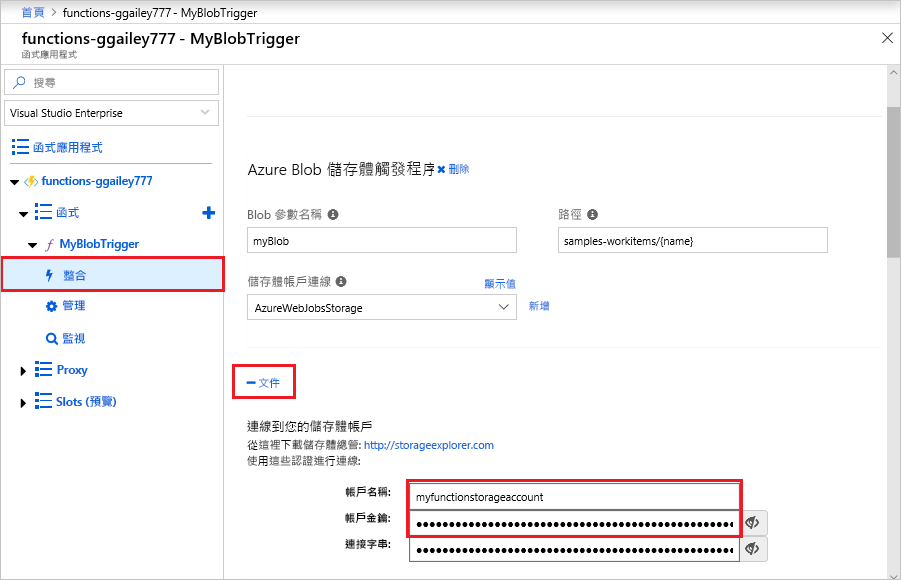 首頁 > functions-ggailey777 - MyBlobTrigger
functions-ggailey777 - MyBlobTrigger
函式應用程式
搜尋
Visual Studio Enterprise
函式應用程式
functions-ggailey777
函式
MyBlobTrigger
整合
管理
監視
Proxy
Slots (預覽)
Azure Blob 儲存體觸發程序 刪除
Blob 參數名稱 路徑
myBlob samples-workitems/{name}
儲存體帳戶連線 顯示值
AzureWebJobsStorage 新增
文件
連線到您的儲存體帳戶
從這裡下載儲存體總管: http://storageexplorer.com
使用這些認證進行連線:
帳戶名稱: myfunctionstorageaccount
帳戶金鑰:
連接字串: